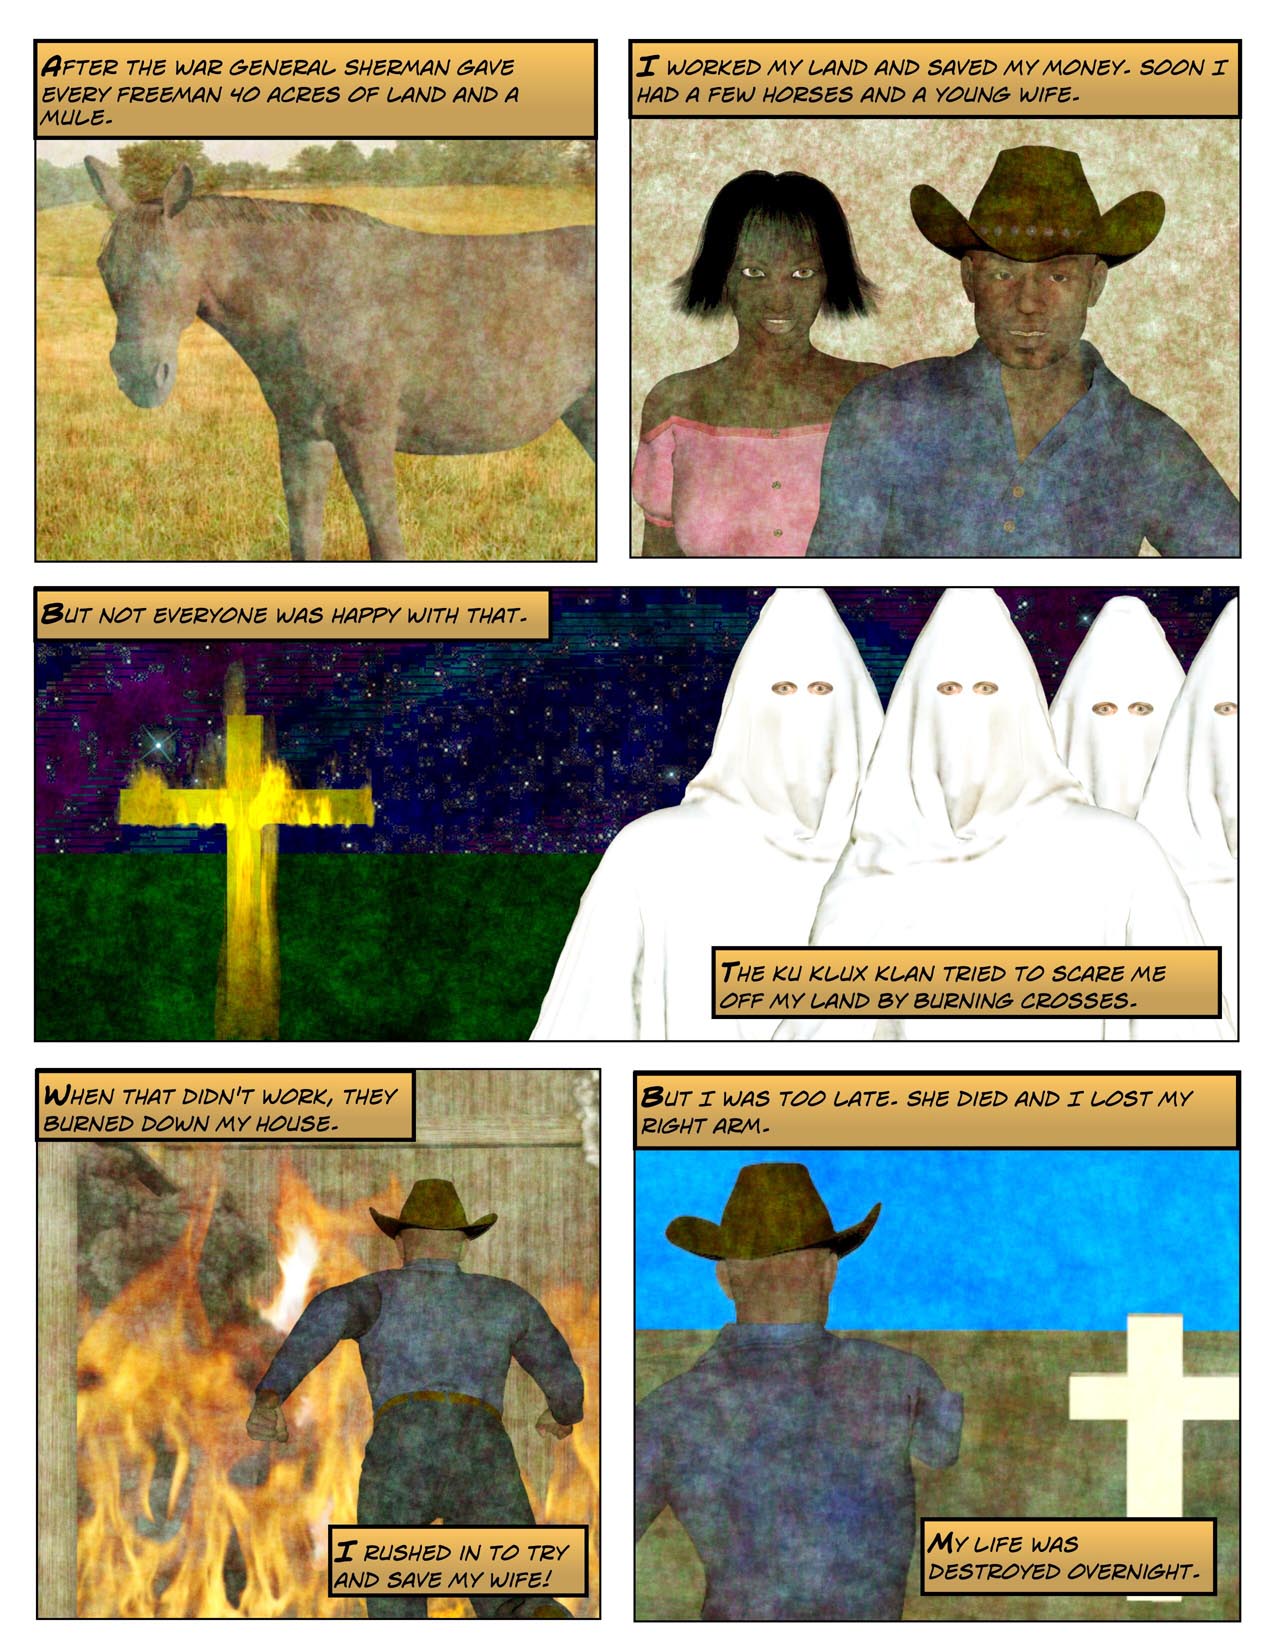 AFTER THE WAR GENERAL SHERMAN GAVE
EVERY FREEMAN 40 ACRES OF LAND AND A
MULE.
I WORKED MY LAND AND SAVED MY MONEY. SOON I
HAD A FEW HORSES AND A YOUNG WIFE.
BUT NOT EVERYONE WAS HAPPY WITH THAT.
THE KU KLUX KLAN TRIED TO SCARE ME
OFF MY LAND BY BURNING CROSSES.
WHEN THAT DIDN'T WORK, THEY
BURNED DOWN MY HOUSE.
I RUSHED IN TO TRY
AND SAVE MY WIFE!
BUT I WAS TOO LATE. SHE DIED AND I LOST MY
RIGHT ARM.
MY LIFE WAS
DESTROYED OVERNIGHT.